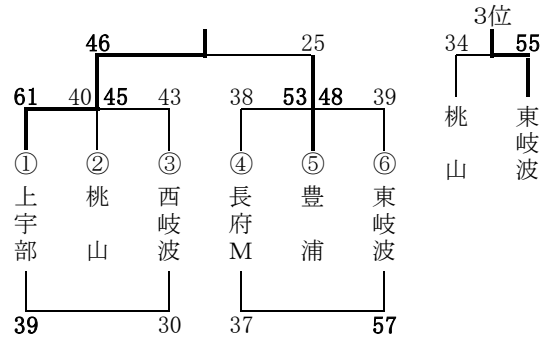 3位
46 25 34 55
61 40 45 43 38 53 48 39
桃山 東岐波
① ② ③ ④ ⑤ ⑥
上宇部 桃山 西岐波 長府M 豊浦 東岐波
39 30 37 57